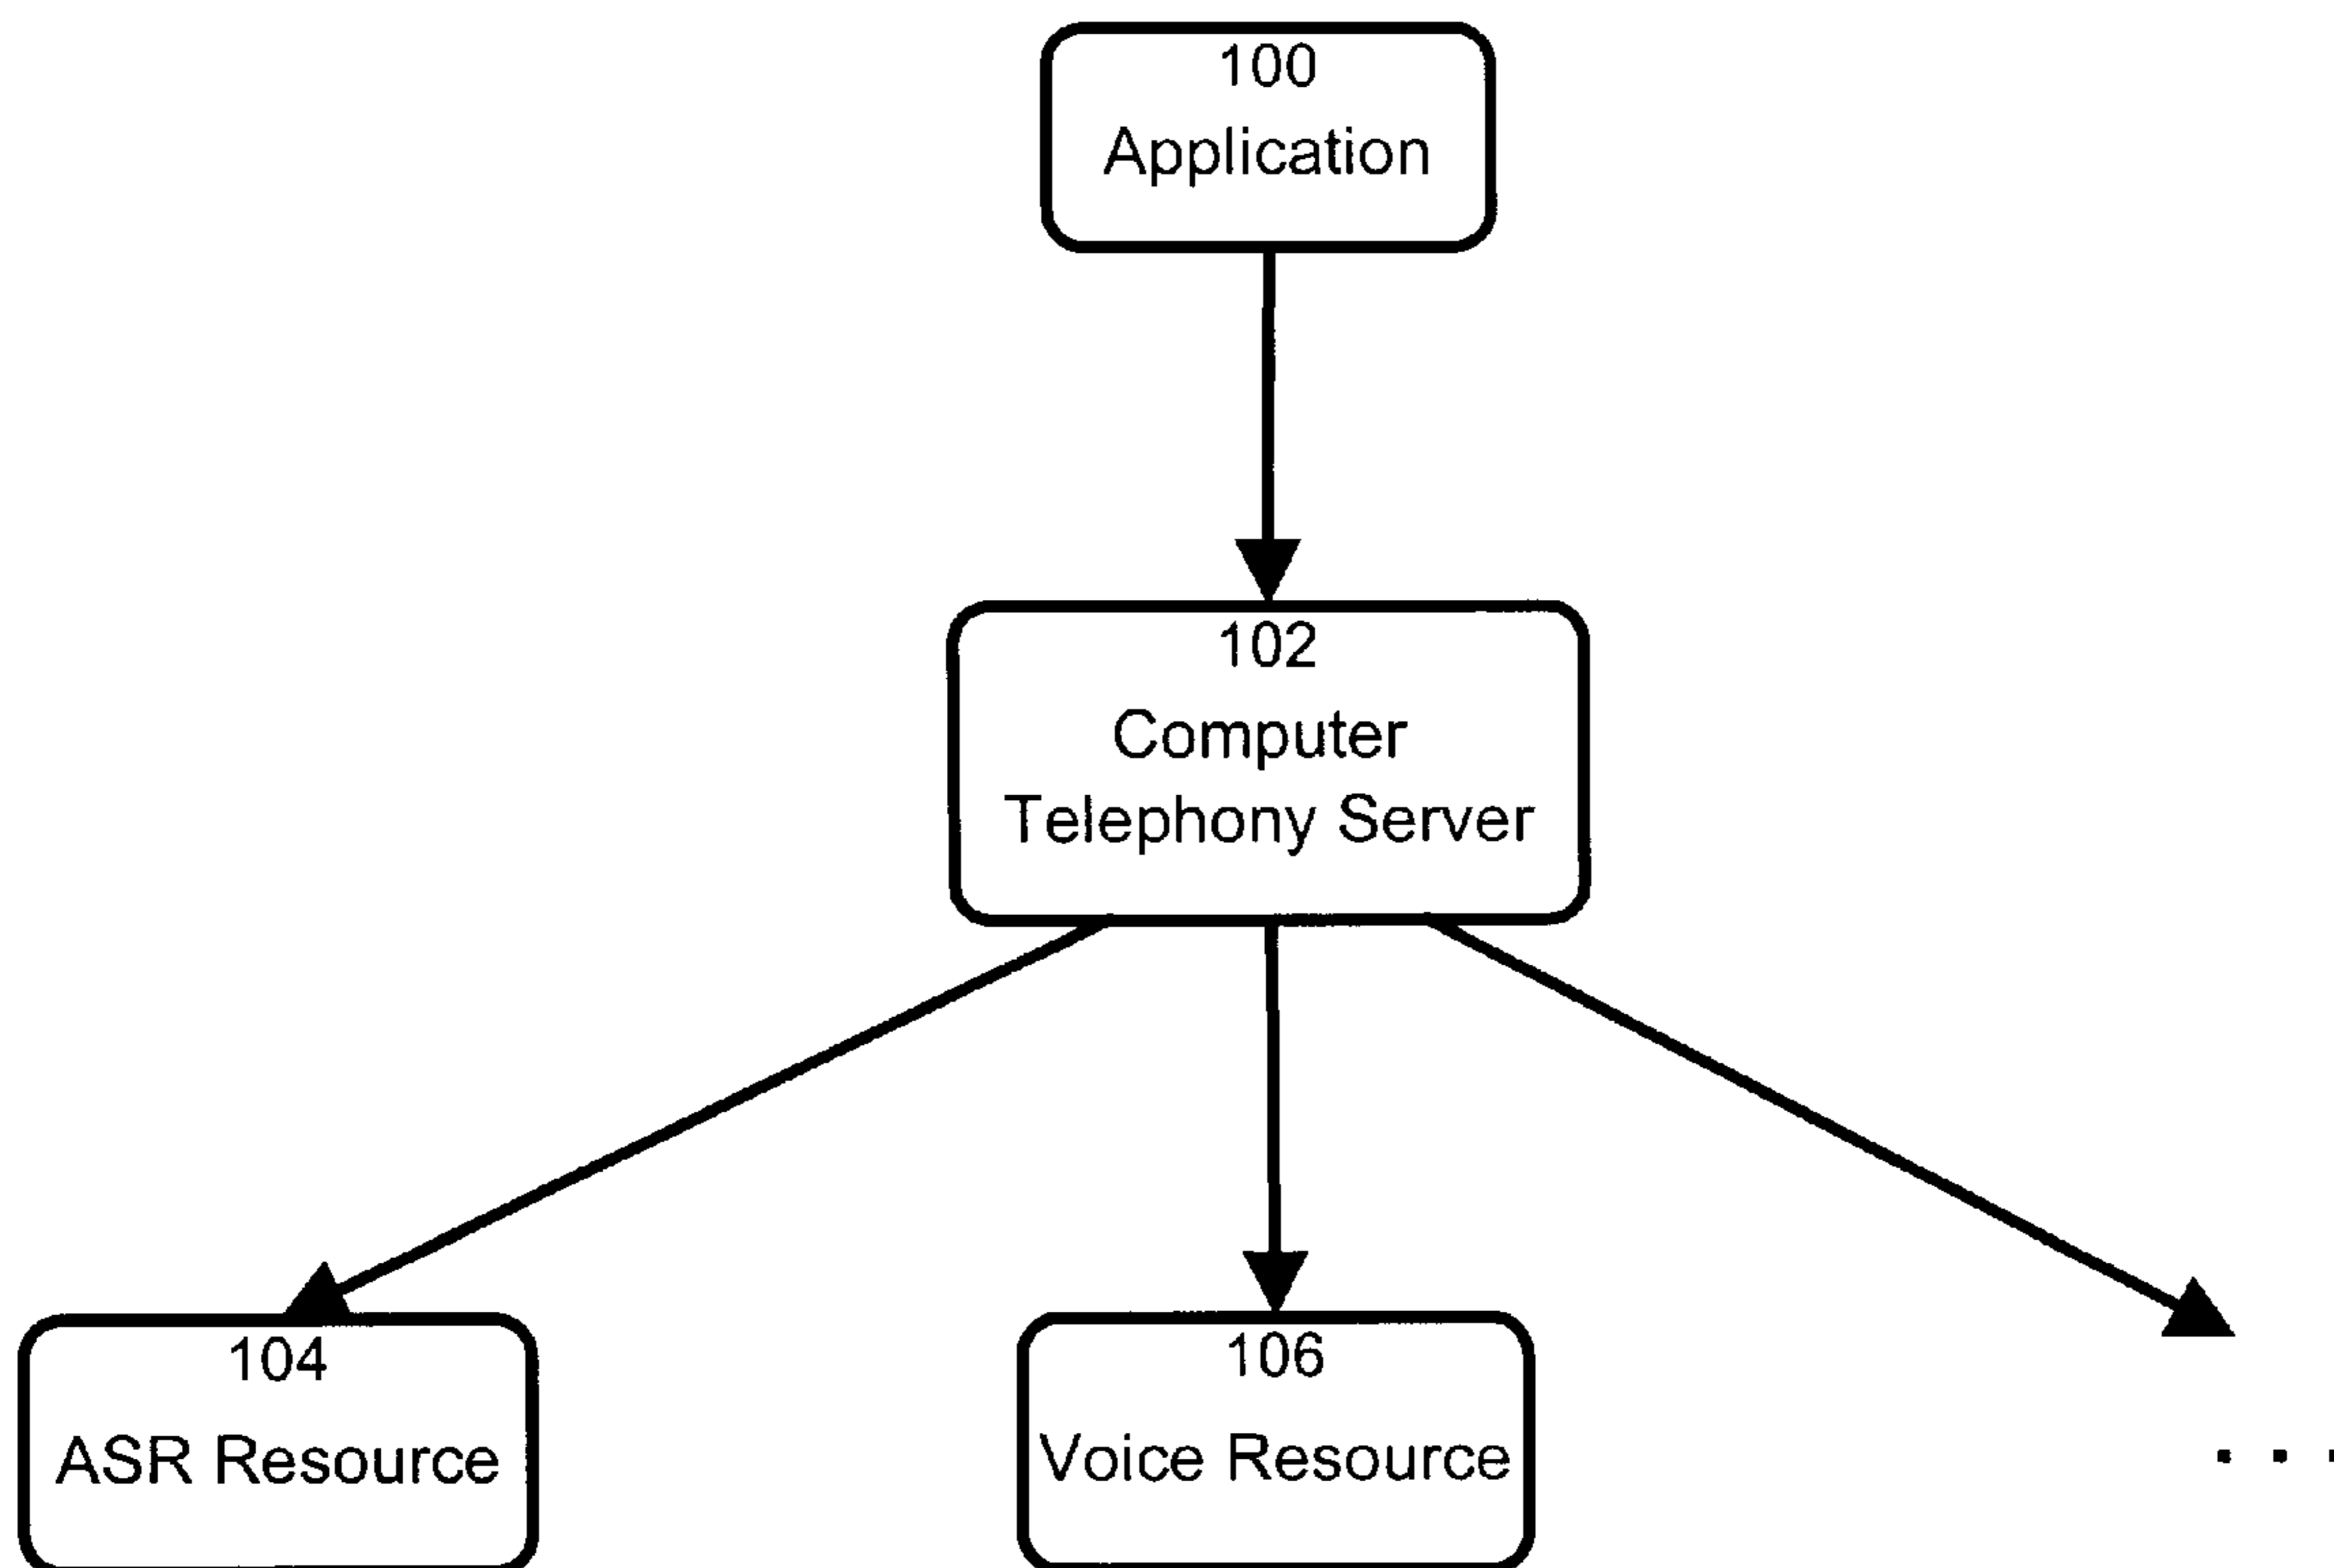 100
Application
102
Computer
Telephony Server
104
ASR Resource
106
Voice Resource
...